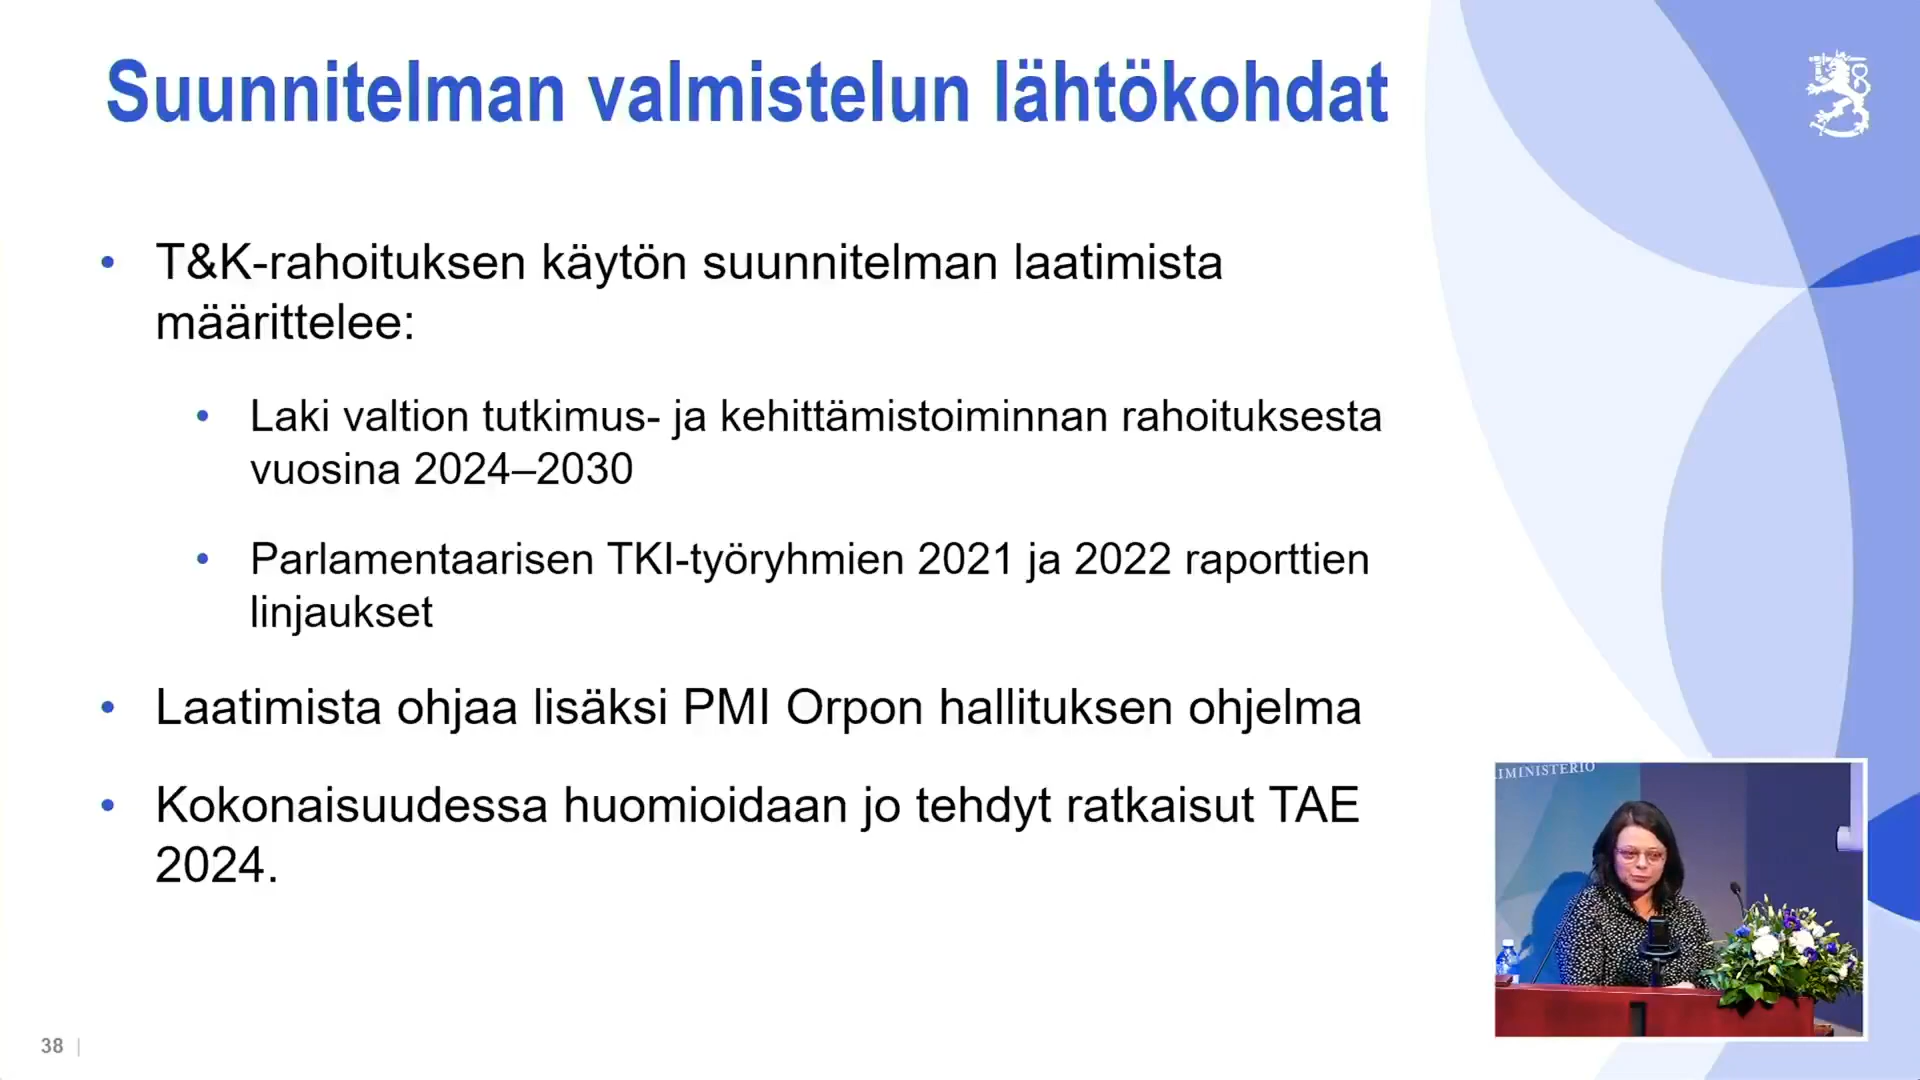 Suunnitelman valmistelun lähtökohdat
• T&K-rahoituksen käytön suunnitelman laatimista
määrittelee:
• Laki valtion tutkimus- ja kehittämistoiminnan rahoituksesta
vuosina 2024–2030
• Parlamentaarisen TKI-työryhmien 2021 ja 2022 raporttien
linjaukset
• Laatimista ohjaa lisäksi PMI Orpon hallituksen ohjelma
• Kokonaisuudessa huomioidaan jo tehdyt ratkaisut TAE
2024.
IMINISTERIÖ
38 |